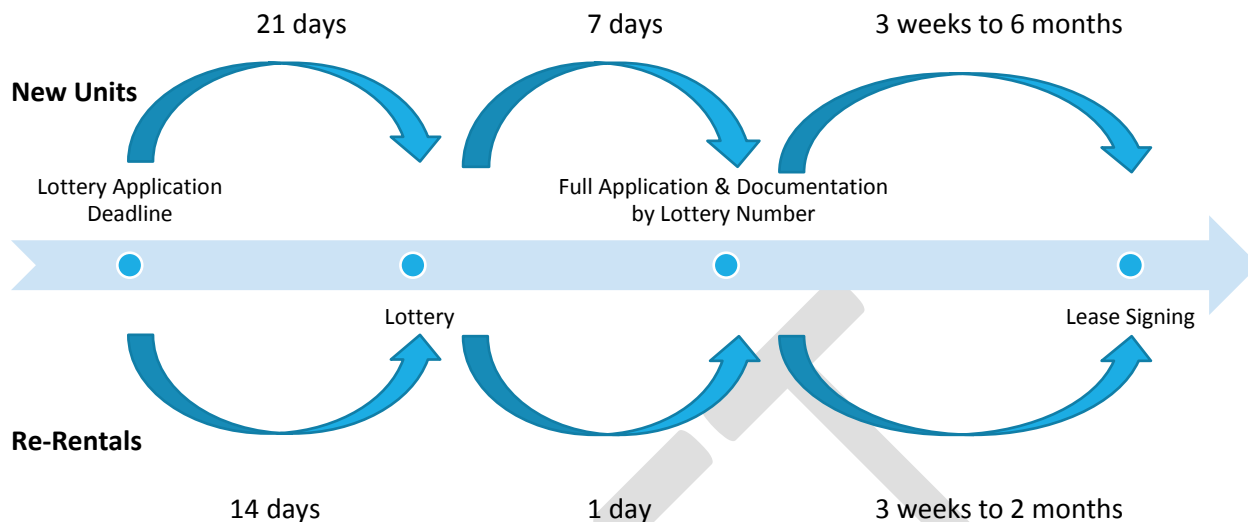 21 days
7 days
3 weeks to 6 months
New Units
Lottery Application
Deadline
Full Application & Documentation
by Lottery Number
Lottery
Lease Signing
Re-Rentals
14 days
1 day
3 weeks to 2 months